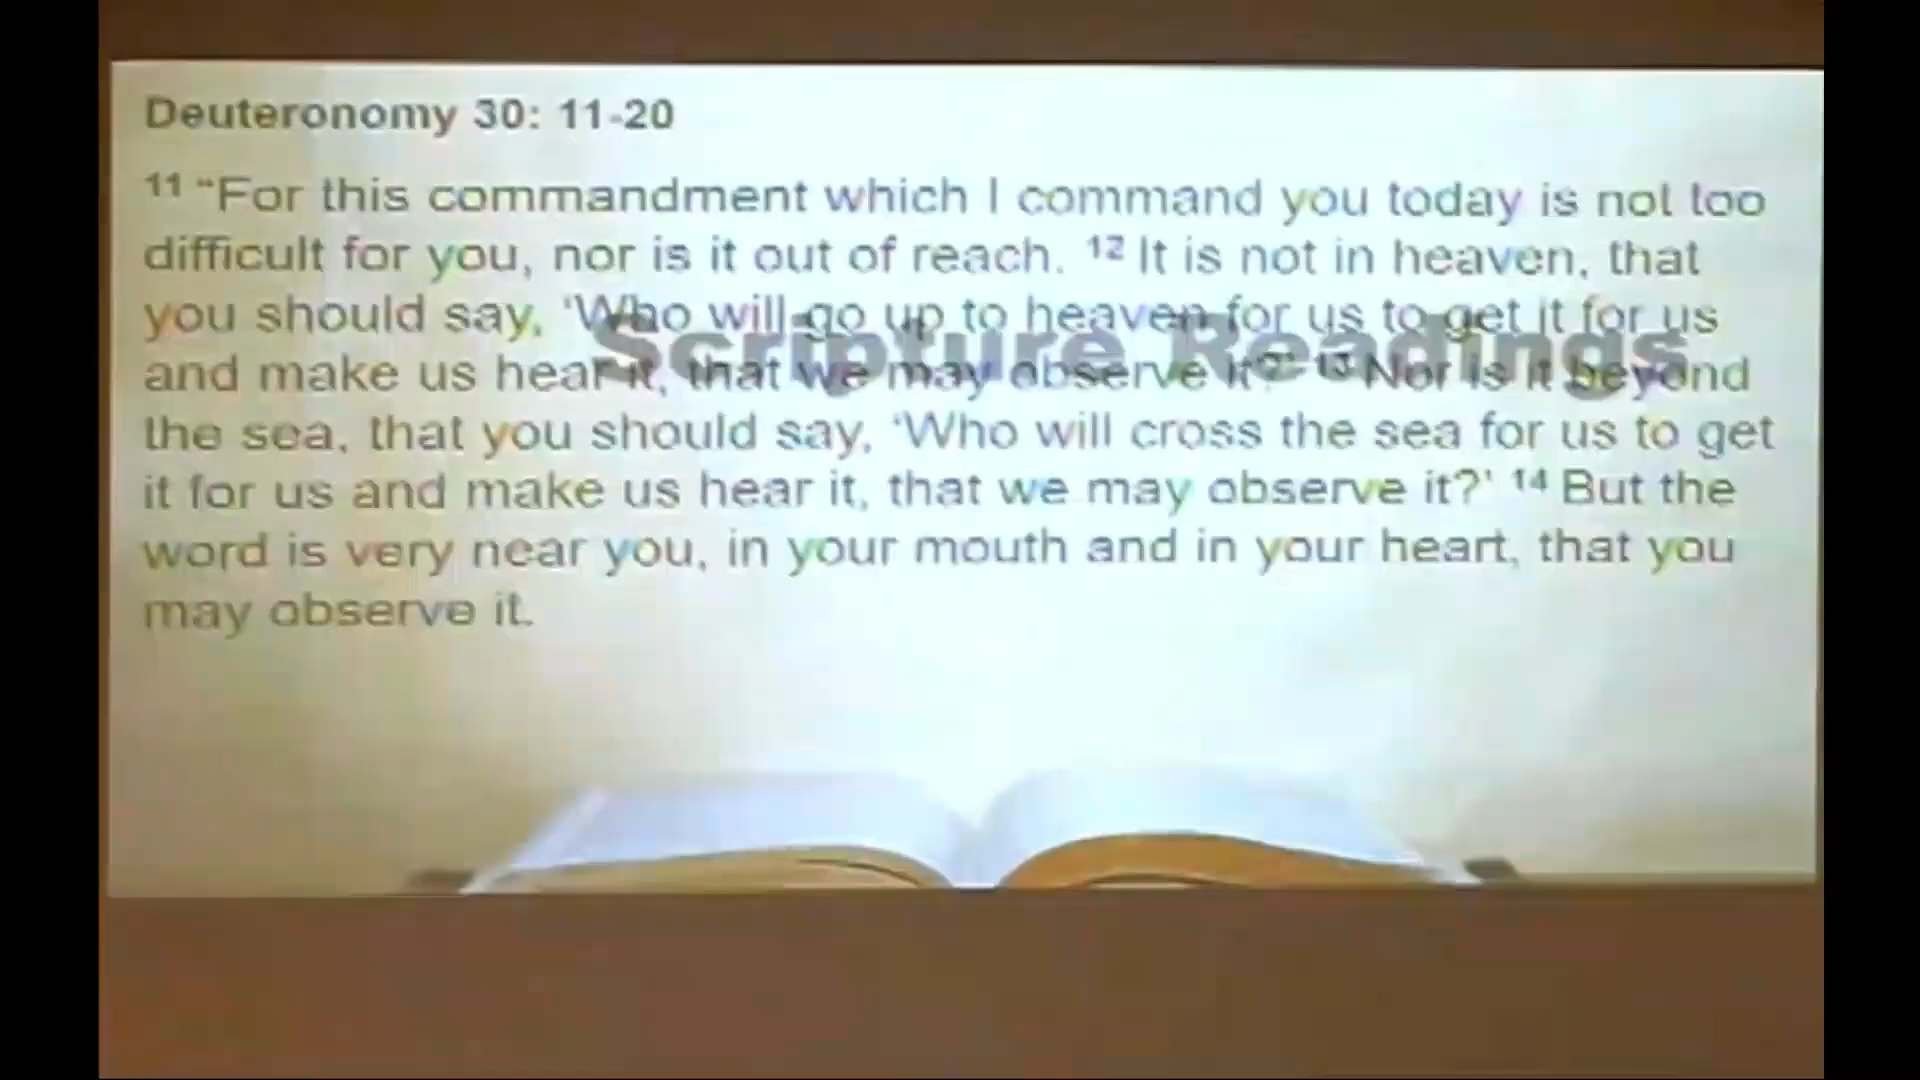 Deuteronomy 30: 11-20
11 "For this commandment which I command you today is not too
difficult for you, nor is it out of reach. 12 It is not in heaven, that
you should say, 'Who will go up to heaven for us to get it for us
Scripture Readings
and make us hear it, that we may observe it?' 13 Nor is it beyond
the sea, that you should say, 'Who will cross the sea for us to get
it for us and make us hear it, that we may observe it?' 14 But the
word is very near you, in your mouth and in your heart, that you
may observe it.